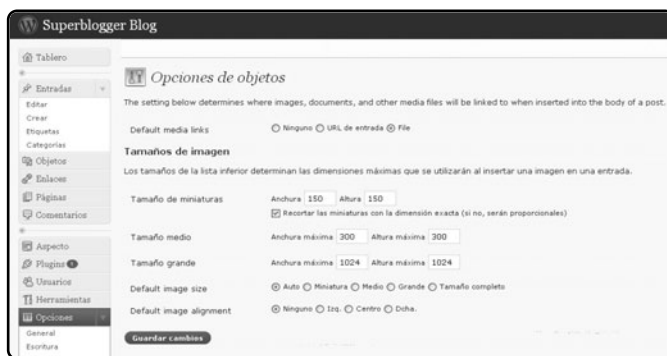 Superblogger Blog
Tablero
Entradas
Editar
Crear
Etiquetas
Categorías
Objetos
Enlaces
Páginas
Comentarios
Aspecto
Plugins
Usuarios
Herramientas
Opciones
General
Escritura
Opciones de objetos
The setting below determines where images, documents, and other media files will be linked to when inserted into the body of a post.
Default media links Ninguno URL de entrada File
Tamaños de imagen
Los tamaños de la lista inferior determinan las dimensiones máximas que se utilizarán al insertar una imagen en una entrada.
Tamaño de miniaturas Anchura 150 Altura 150
Recortar las miniaturas con la dimensión exacta (si no, serán proporcionales)
Tamaño medio Anchura máxima 300 Altura máxima 300
Tamaño grande Anchura máxima 1024 Altura máxima 1024
Default image size Auto Miniatura Medio Grande Tamaño completo
Default image alignment Ninguno Izq. Centro Dcha.
Guardar cambios